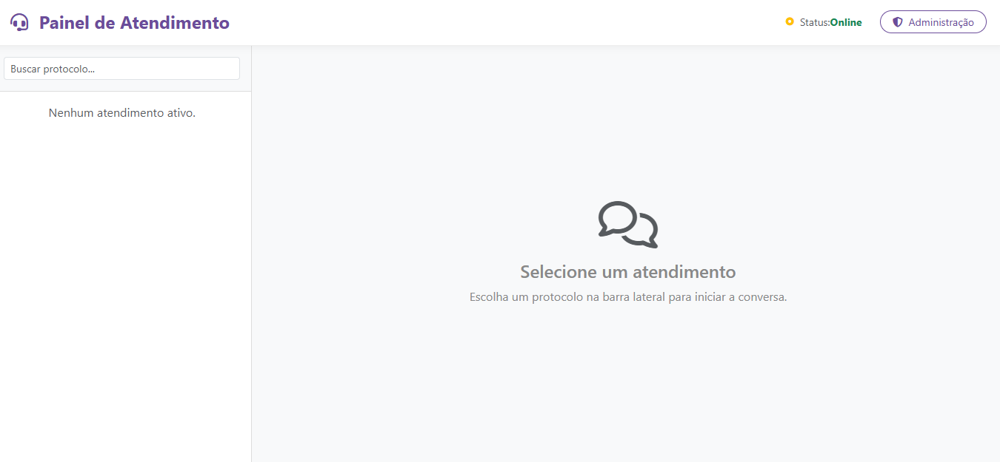 Painel de Atendimento
Status:Online
Administração
Buscar protocolo...
Nenhum atendimento ativo.
Selecione um atendimento
Escolha um protocolo na barra lateral para iniciar a conversa.